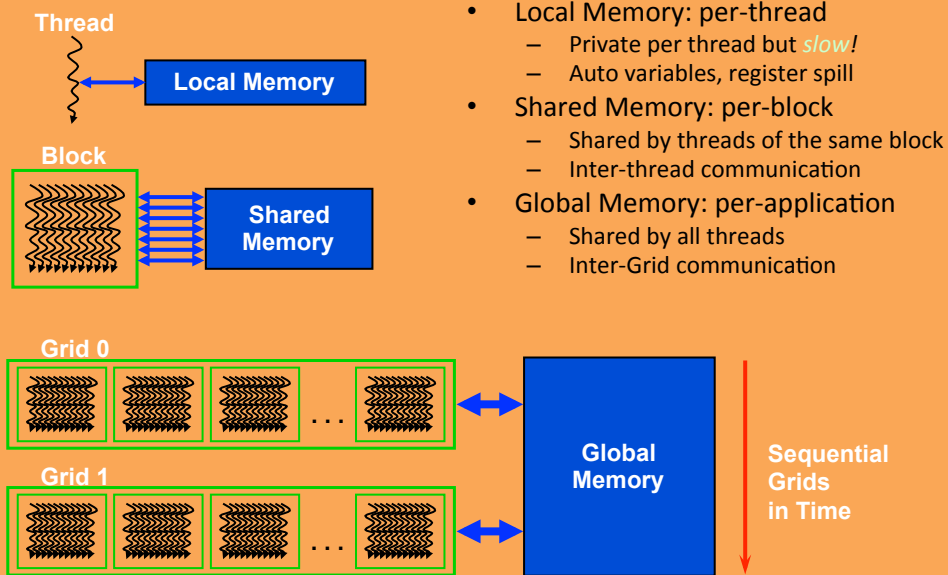 Thread
Local Memory
Block
Shared
Memory
• Local Memory: per-thread
– Private per thread but slow!
– Auto variables, register spill
• Shared Memory: per-block
– Shared by threads of the same block
– Inter-thread communication
• Global Memory: per-application
– Shared by all threads
– Inter-Grid communication
Grid 0
. . .
Grid 1
. . .
Global
Memory
Sequential
Grids
in Time